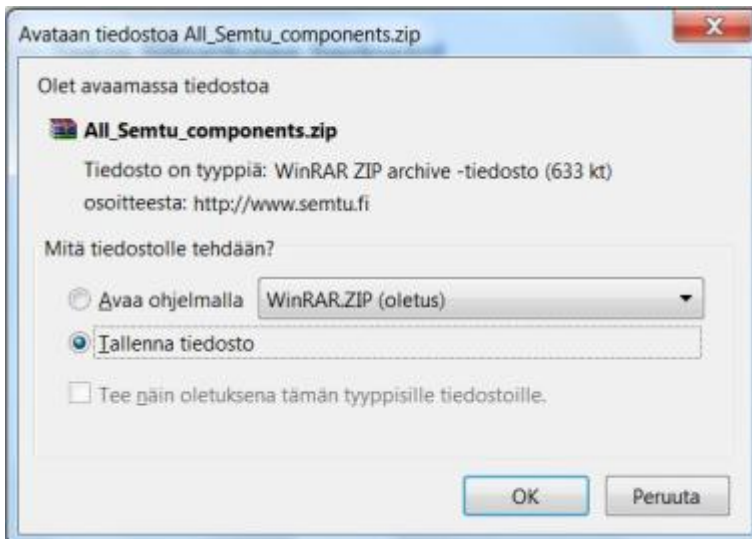 Avataan tiedostoa All_Semtu_components.zip
Olet avaamassa tiedostoa
All_Semtu_components.zip
Tiedosto on tyyppiä: WinRAR ZIP archive -tiedosto (633 kt)
osoitteesta: http://www.semtu.fi
Mitä tiedostolle tehdään?
Avaa ohjelmalla WinRAR.ZIP (oletus)
Tallenna tiedosto
Tee näin oletuksena tämän tyyppisille tiedostoille.
OK Peruuta